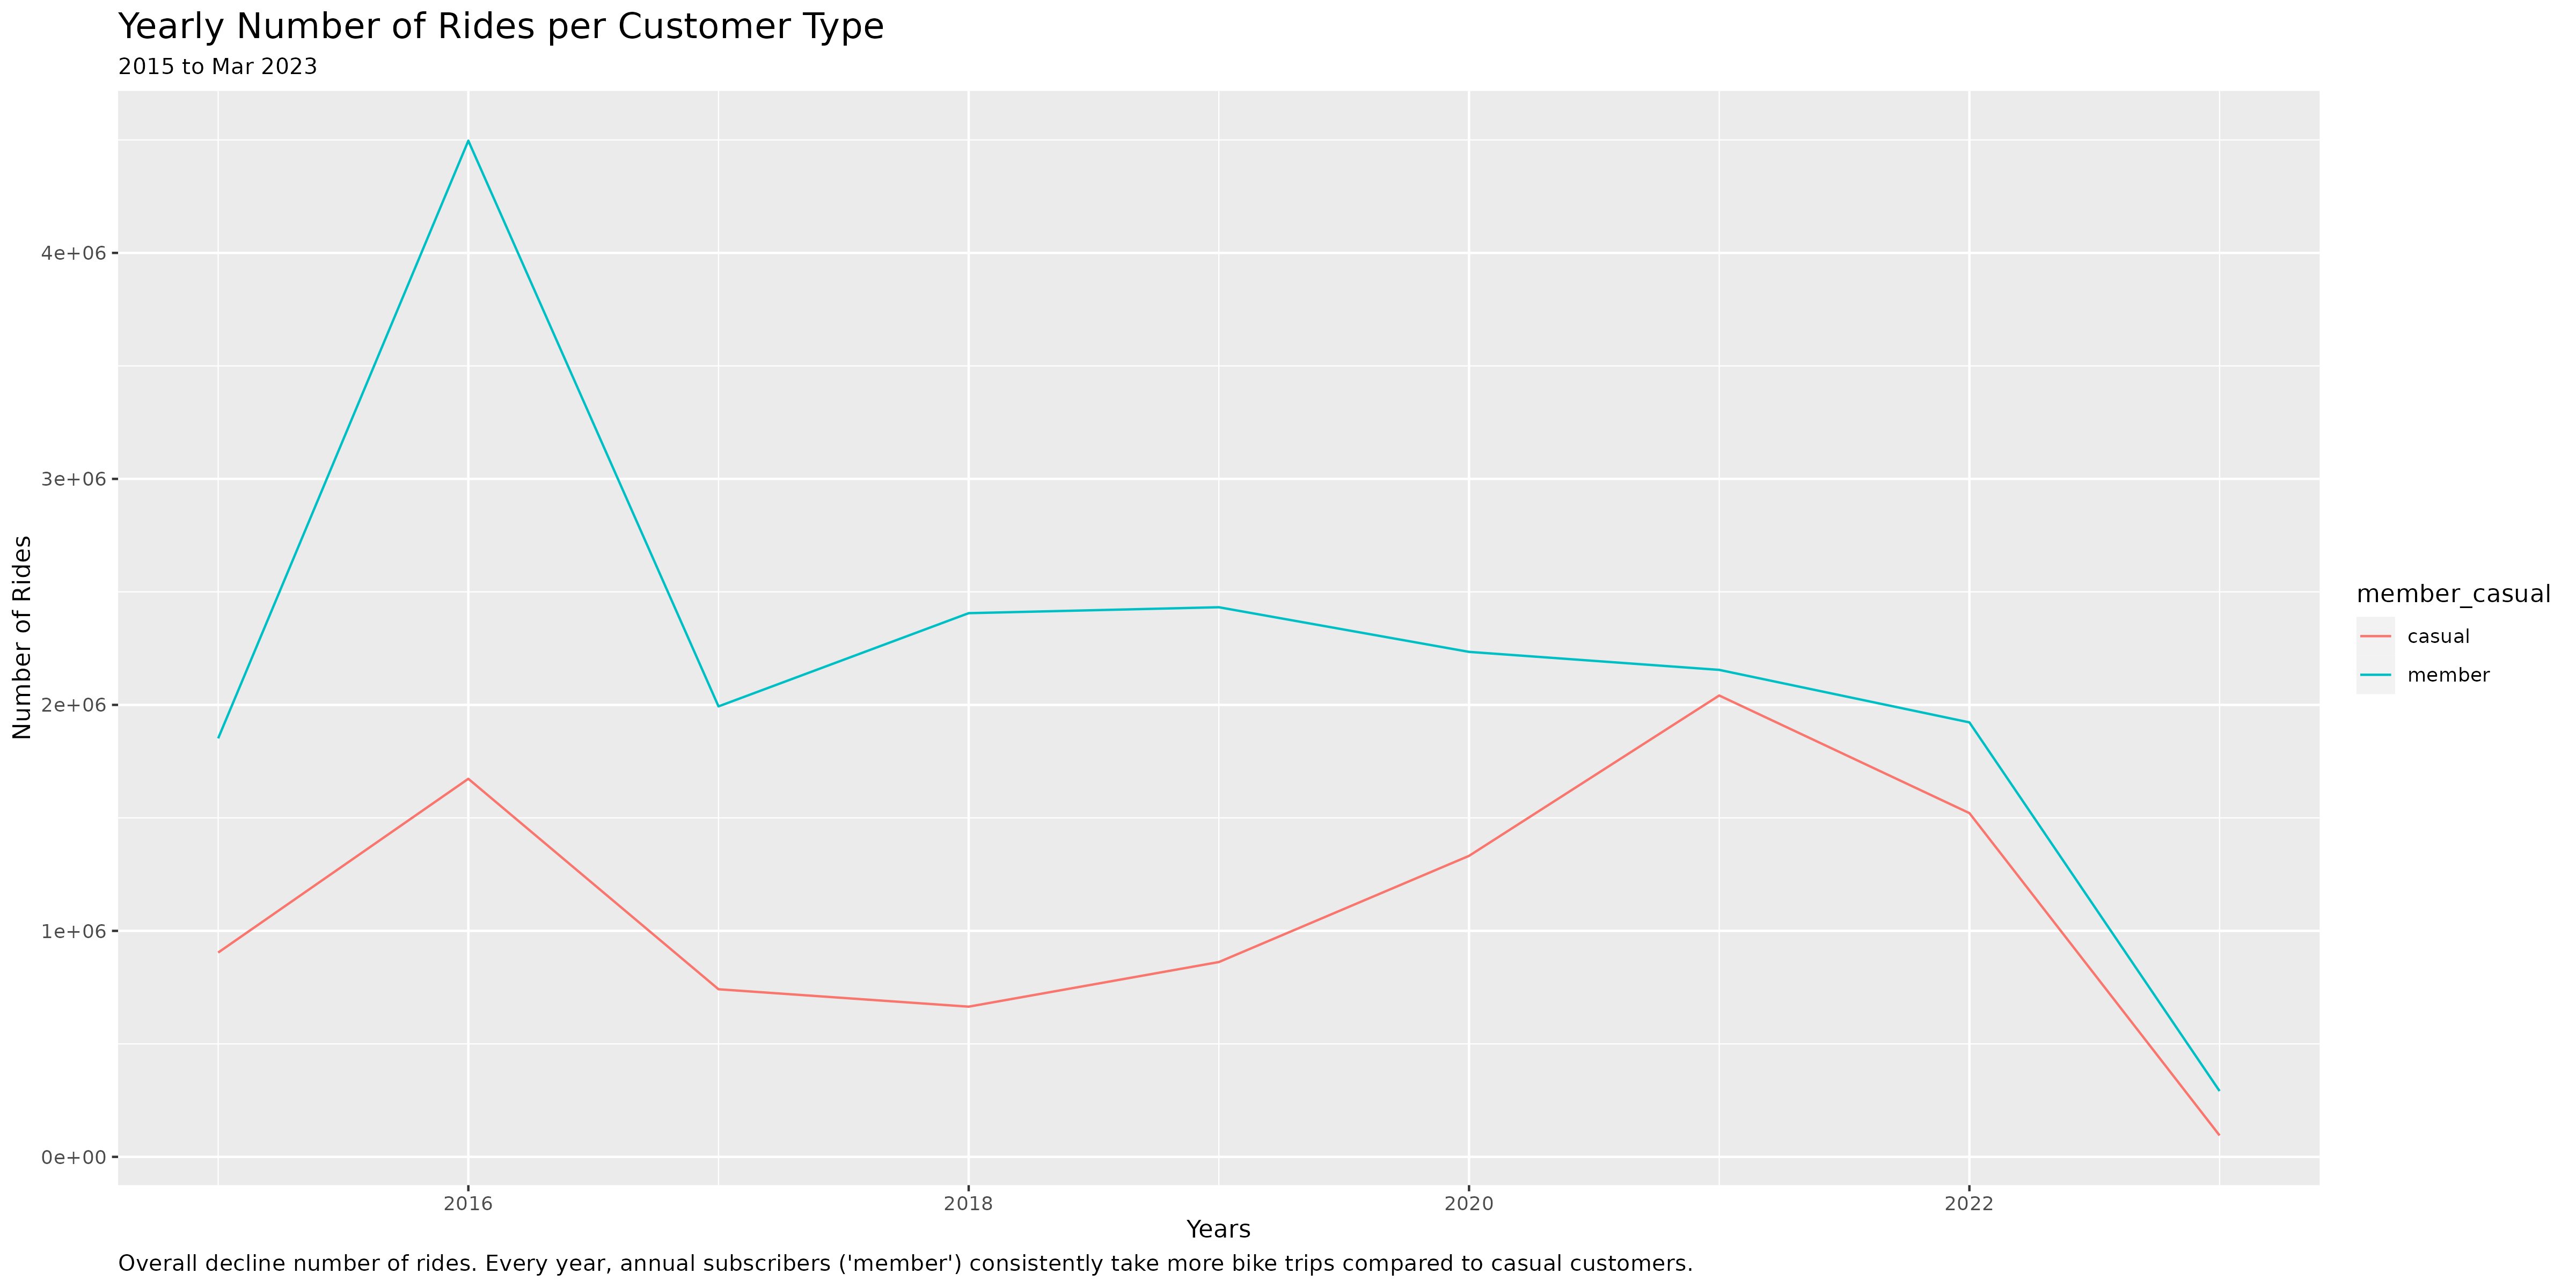 Yearly Number of Rides per Customer Type
2015 to Mar 2023
Number of Rides
4e+06
3e+06
2e+06
1e+06
0e+00
2016
2018
2020
2022
Years
member_casual
casual
member
Overall decline number of rides. Every year, annual subscribers ('member') consistently take more bike trips compared to casual customers.